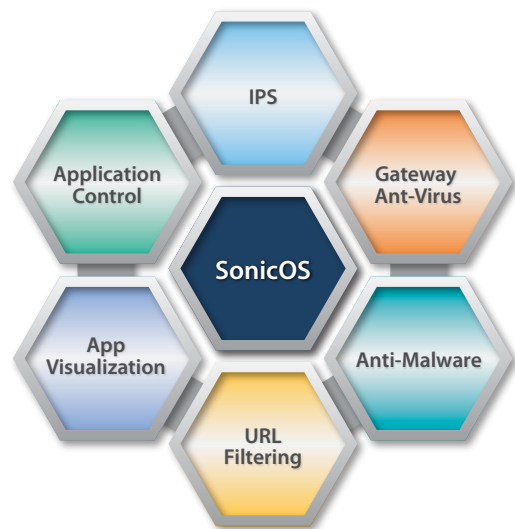 IPS
Application
Control
Gateway
Ant-Virus
SonicOS
App
Visualization
Anti-Malware
URL
Filtering